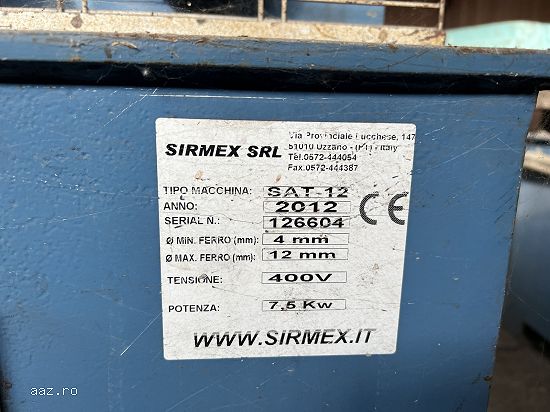 SIRMEX SRL
Via Provinciale Lucchese, 147
51010 Uzzano - (PT) - Italy
Tel.0572-444054
Fax.0572-444387
TIPO MACCHINA: SAT-12
ANNO: 2012
SERIAL N.: 126604
CE
Ø MIN. FERRO (mm): 4 mm
Ø MAX. FERRO (mm): 12 mm
TENSIONE: 400V
POTENZA: 7,5 Kw
WWW.SIRMEX.IT
aaz.ro